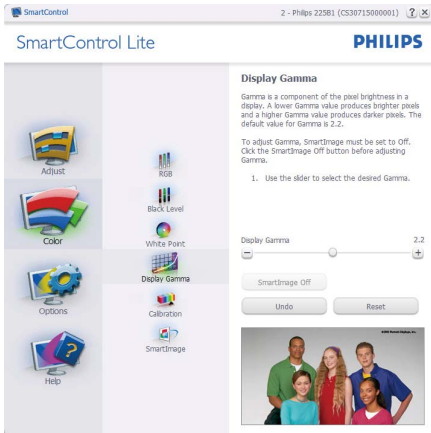 SmartControl
2 - Philips 225B1 (CS30715000001)
? ×
SmartControl Lite
PHILIPS
Adjust
Color
Options
Help
RGB
Black Level
White Point
Display Gamma
Calibration
SmartImage
Display Gamma
Gamma is a component of the pixel brightness in a
display. A lower Gamma value produces brighter pixels
and a higher Gamma value produces darker pixels. The
default value for Gamma is 2.2.
To adjust Gamma, SmartImage must be set to Off.
Click the SmartImage Off button before adjusting
Gamma.
1. Use the slider to select the desired Gamma.
Display Gamma 2.2
SmartImage Off
Undo
Reset